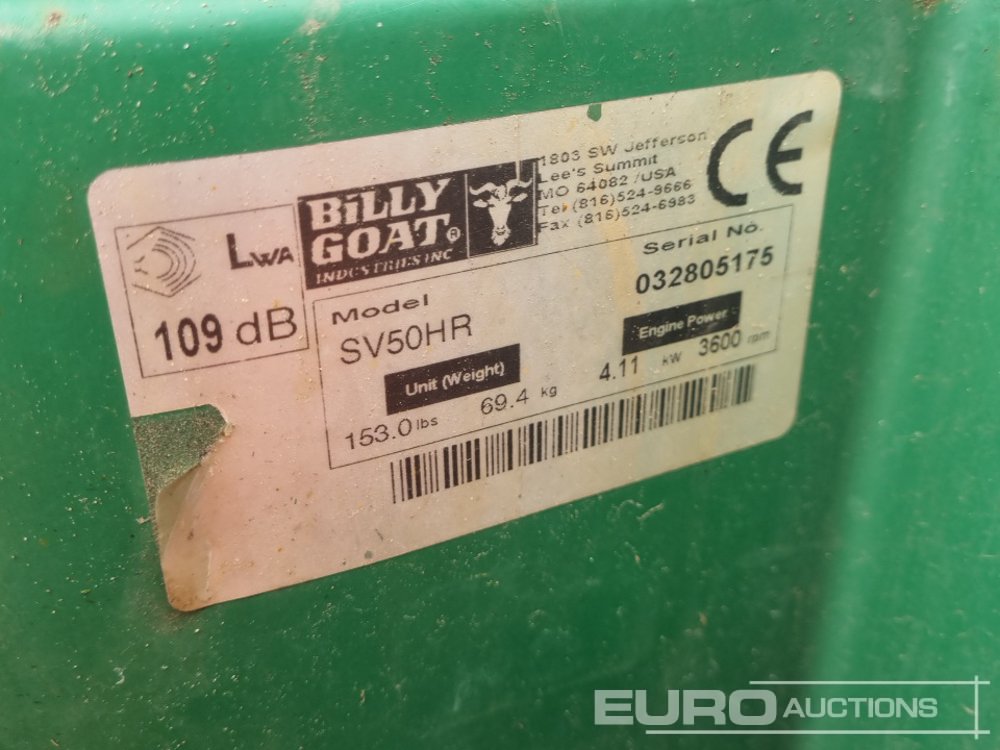 LWA
109 dB
BiLLY
GOAT®
INDUSTRIES INC
1803 SW Jefferson
Lee's Summit
MO 64082 /USA
Tel (816)524-9666
Fax (816)524-6983
CE
Model
SV50HR
Serial No.
032805175
Unit (Weight)
Engine Power
153.0 lbs 69.4 kg 4.11 kW 3600 rpm
EURO AUCTIONS